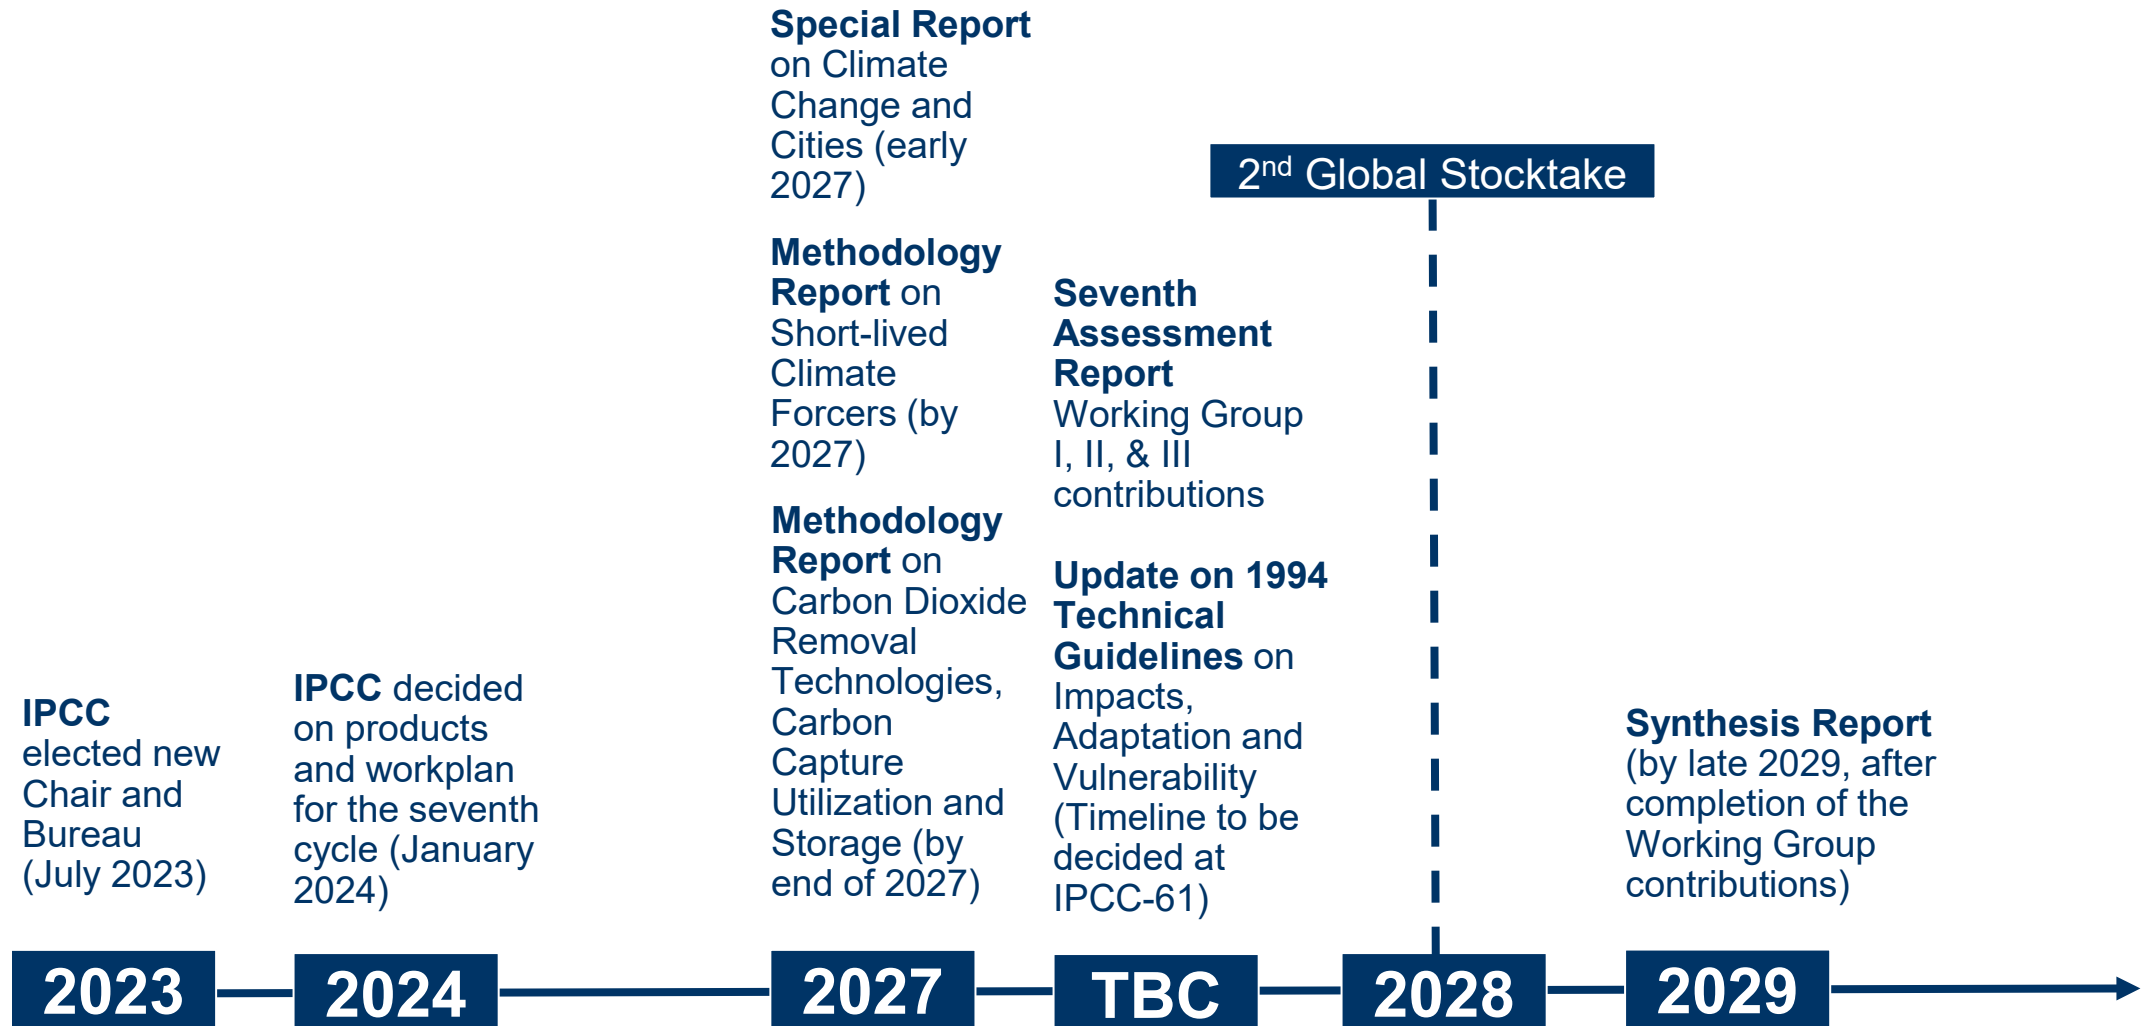 Special Report
on Climate
Change and
Cities (early
2027)
Methodology
Report on
Short-lived
Climate
Forcers (by
2027)
Methodology
Report on
Carbon Dioxide
Removal
Technologies,
Carbon
Capture
Utilization and
Storage (by
end of 2027)
2nd Global Stocktake
Seventh
Assessment
Report
Working Group
I, II, & III
contributions
Update on 1994
Technical
Guidelines on
Impacts,
Adaptation and
Vulnerability
(Timeline to be
decided at
IPCC-61)
IPCC
elected new
Chair and
Bureau
(July 2023)
IPCC decided
on products
and workplan
for the seventh
cycle (January
2024)
Synthesis Report
(by late 2029, after
completion of the
Working Group
contributions)
2023
2024
2027
TBC
2028
2029